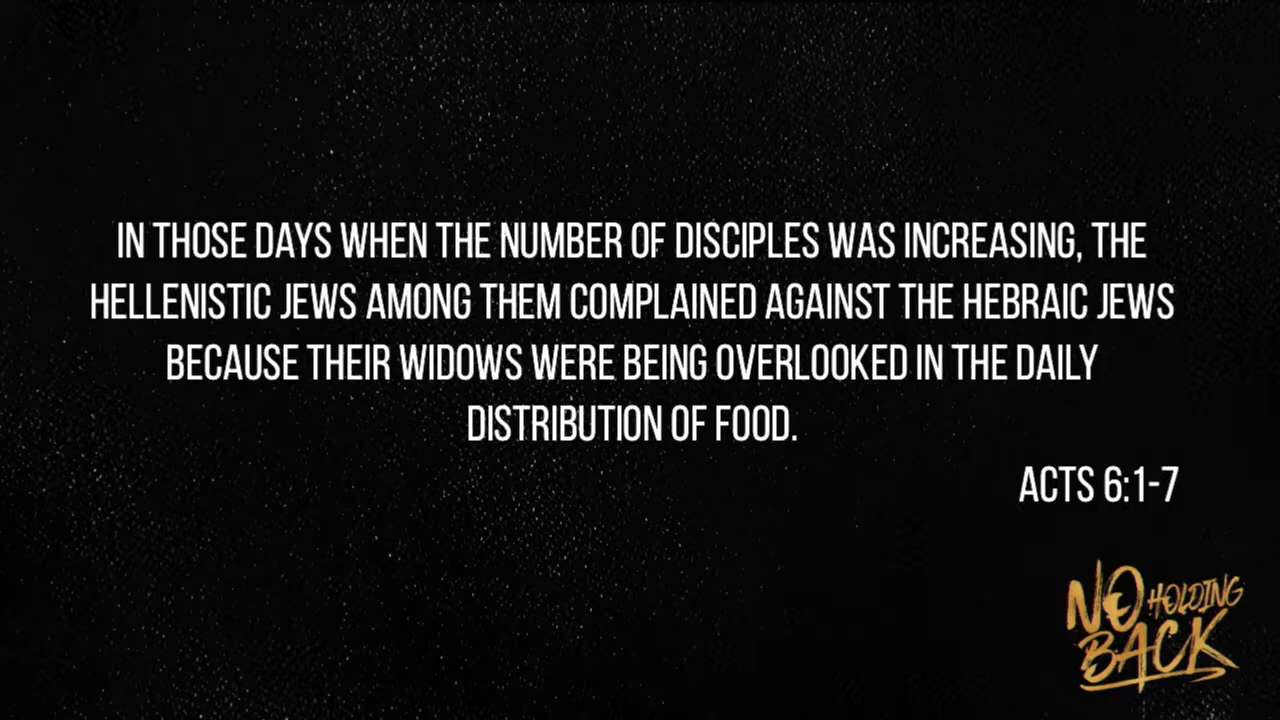 IN THOSE DAYS WHEN THE NUMBER OF DISCIPLES WAS INCREASING, THE
HELLENISTIC JEWS AMONG THEM COMPLAINED AGAINST THE HEBRAIC JEWS
BECAUSE THEIR WIDOWS WERE BEING OVERLOOKED IN THE DAILY
DISTRIBUTION OF FOOD.
ACTS 6:1-7
NO HOLDING
BACK